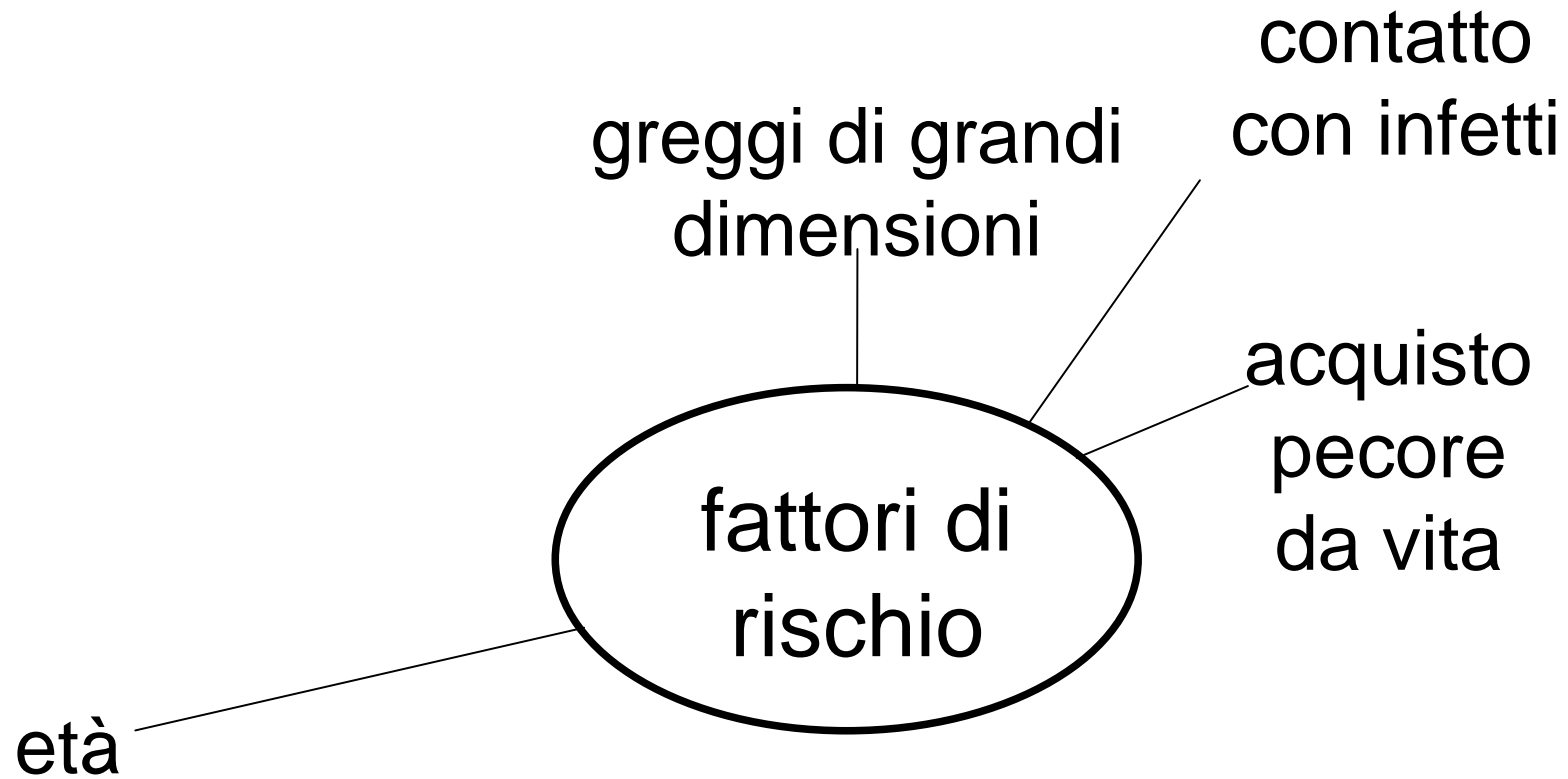 contatto
con infetti
greggi di grandi
dimensioni
acquisto
pecore
da vita
fattori di
rischio
età